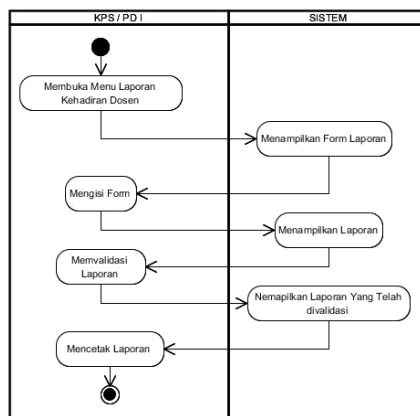 KPS / PD I
SISTEM
Membuka Menu Laporan
Kehadiran Dosen
Menampilkan Form Laporan
Mengisi Form
Menampilkan Laporan
Memvalidasi
Laporan
Nemapilkan Laporan Yang Telah
divalidasi
Mencetak Laporan